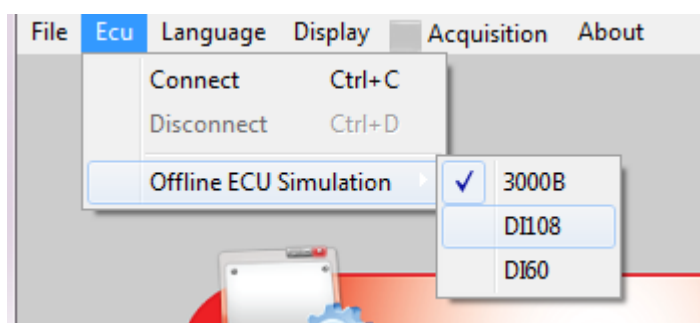 File Ecu Language Display Acquisition About
Connect Ctrl+C
Disconnect Ctrl+D
Offline ECU Simulation
3000B
DI108
DI60